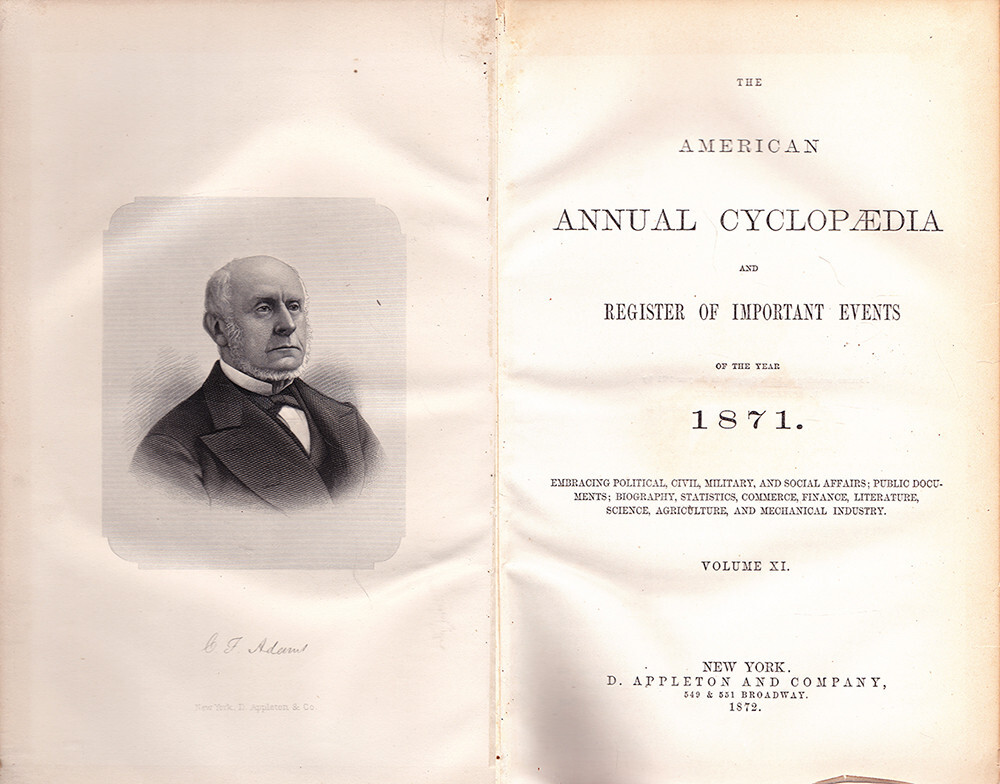 C. F. Adams
New York, D. Appleton & Co
THE
AMERICAN
ANNUAL CYCLOPÆDIA
AND
REGISTER OF IMPORTANT EVENTS
OF THE YEAR
1871.
EMBRACING POLITICAL, CIVIL, MILITARY, AND SOCIAL AFFAIRS; PUBLIC DOCU-
MENTS; BIOGRAPHY, STATISTICS, COMMERCE, FINANCE, LITERATURE,
SCIENCE, AGRICULTURE, AND MECHANICAL INDUSTRY.
VOLUME XI.
NEW YORK.
D. APPLETON AND COMPANY,
549 & 551 BROADWAY.
1872.